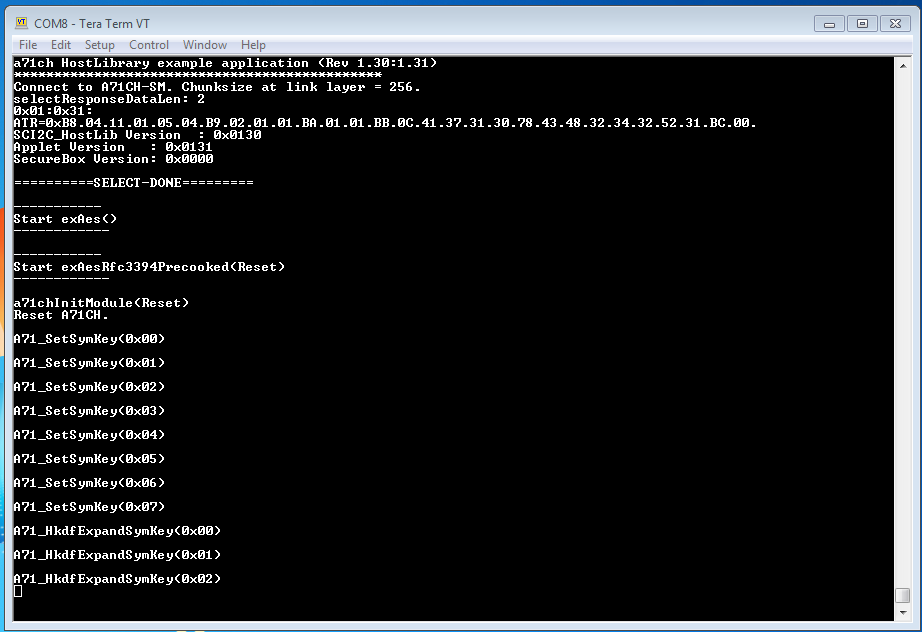 COM8 - Tera Term VT
File Edit Setup Control Window Help
a71ch HostLibrary example application (Rev 1.30:1.31)
**********************************************
Connect to A71CH-SM. Chunksize at link layer = 256.
selectResponseDataLen: 2
0x01:0x31:
ATR=0xB8.04.11.01.05.04.B9.02.01.01.BA.01.01.BB.0C.41.37.31.30.78.43.48.32.34.32.52.31.BC.00.
SCI2C_HostLib Version  : 0x0130
Applet Version   : 0x0131
SecureBox Version: 0x0000
==========SELECT-DONE=========
-----------
Start exAes()
------------
-----------
Start exAesRfc3394Precooked(Reset)
------------
a71chInitModule(Reset)
Reset A71CH.
A71_SetSymKey(0x00)
A71_SetSymKey(0x01)
A71_SetSymKey(0x02)
A71_SetSymKey(0x03)
A71_SetSymKey(0x04)
A71_SetSymKey(0x05)
A71_SetSymKey(0x06)
A71_SetSymKey(0x07)
A71_HkdfExpandSymKey(0x00)
A71_HkdfExpandSymKey(0x01)
A71_HkdfExpandSymKey(0x02)